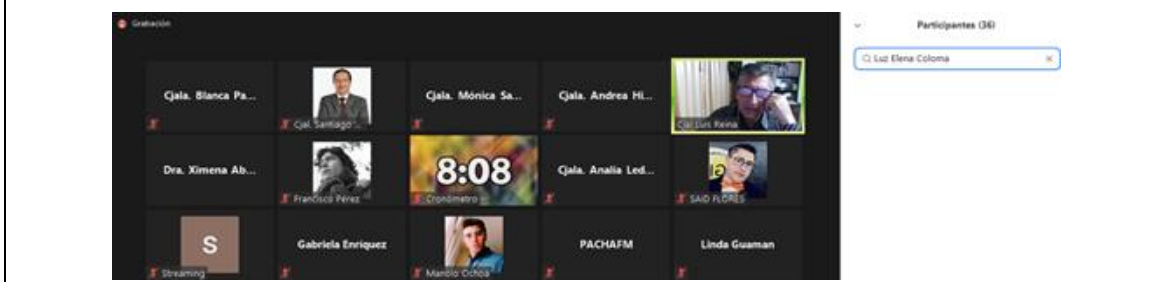 Grabación
Participantes (36)
Luz Elena Coloma
Cjala. Blanca Pa...
Cjal. Santiago ...
Cjala. Mónica Sa...
Cjala. Andrea Hi...
Cjal Luis Reina
Dra. Ximena Ab...
Francisco Pérez
8:08
Cronómetro
Cjala. Analía Led...
SAID FLORES
S
Streaming
Gabriela Enríquez
Manolo Ochoa
PACHAFM
Linda Guaman